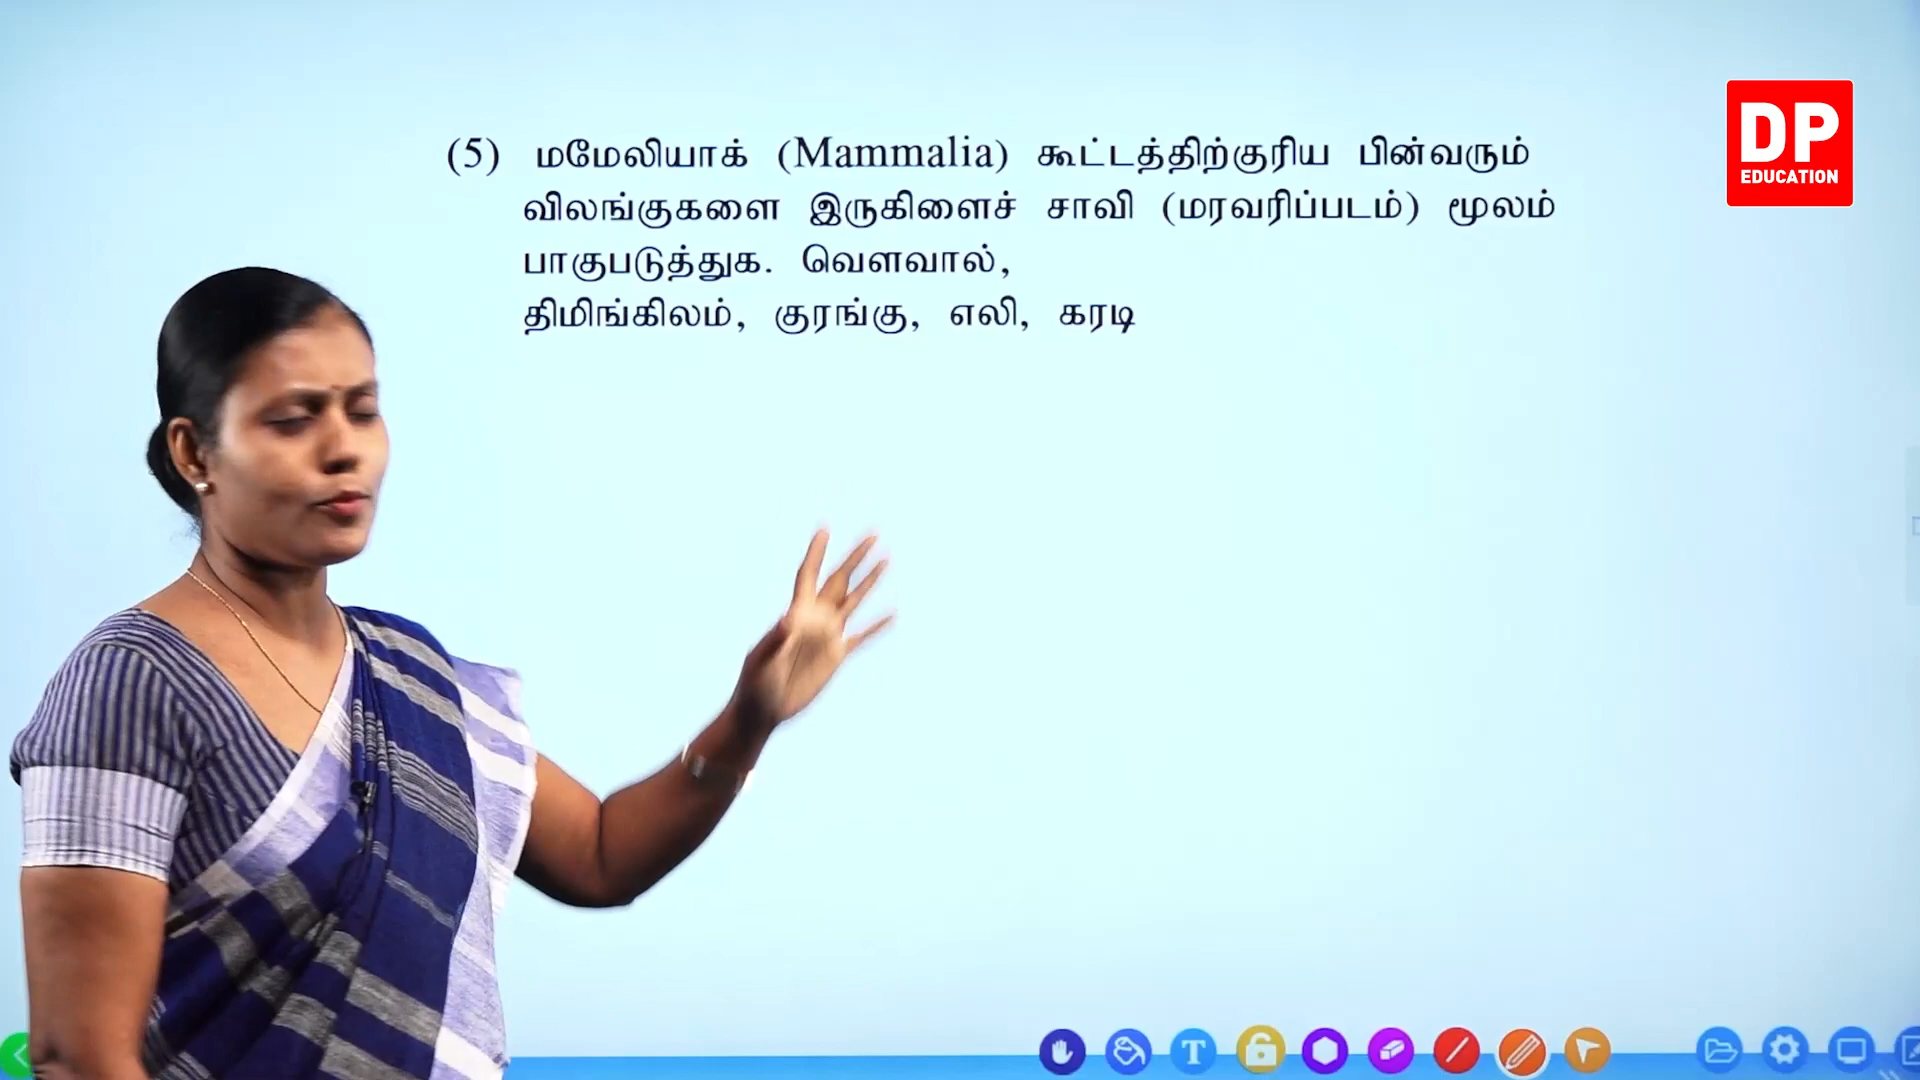 (5) மமேலியாக் (Mammalia) கூட்டத்திற்குரிய பின்வரும்
விலங்குகளை இருகிளைச் சாவி (மரவரிப்படம்) மூலம்
பாகுபடுத்துக. வௌவால்,
திமிங்கிலம், குரங்கு, எலி, கரடி
DP
EDUCATION
T